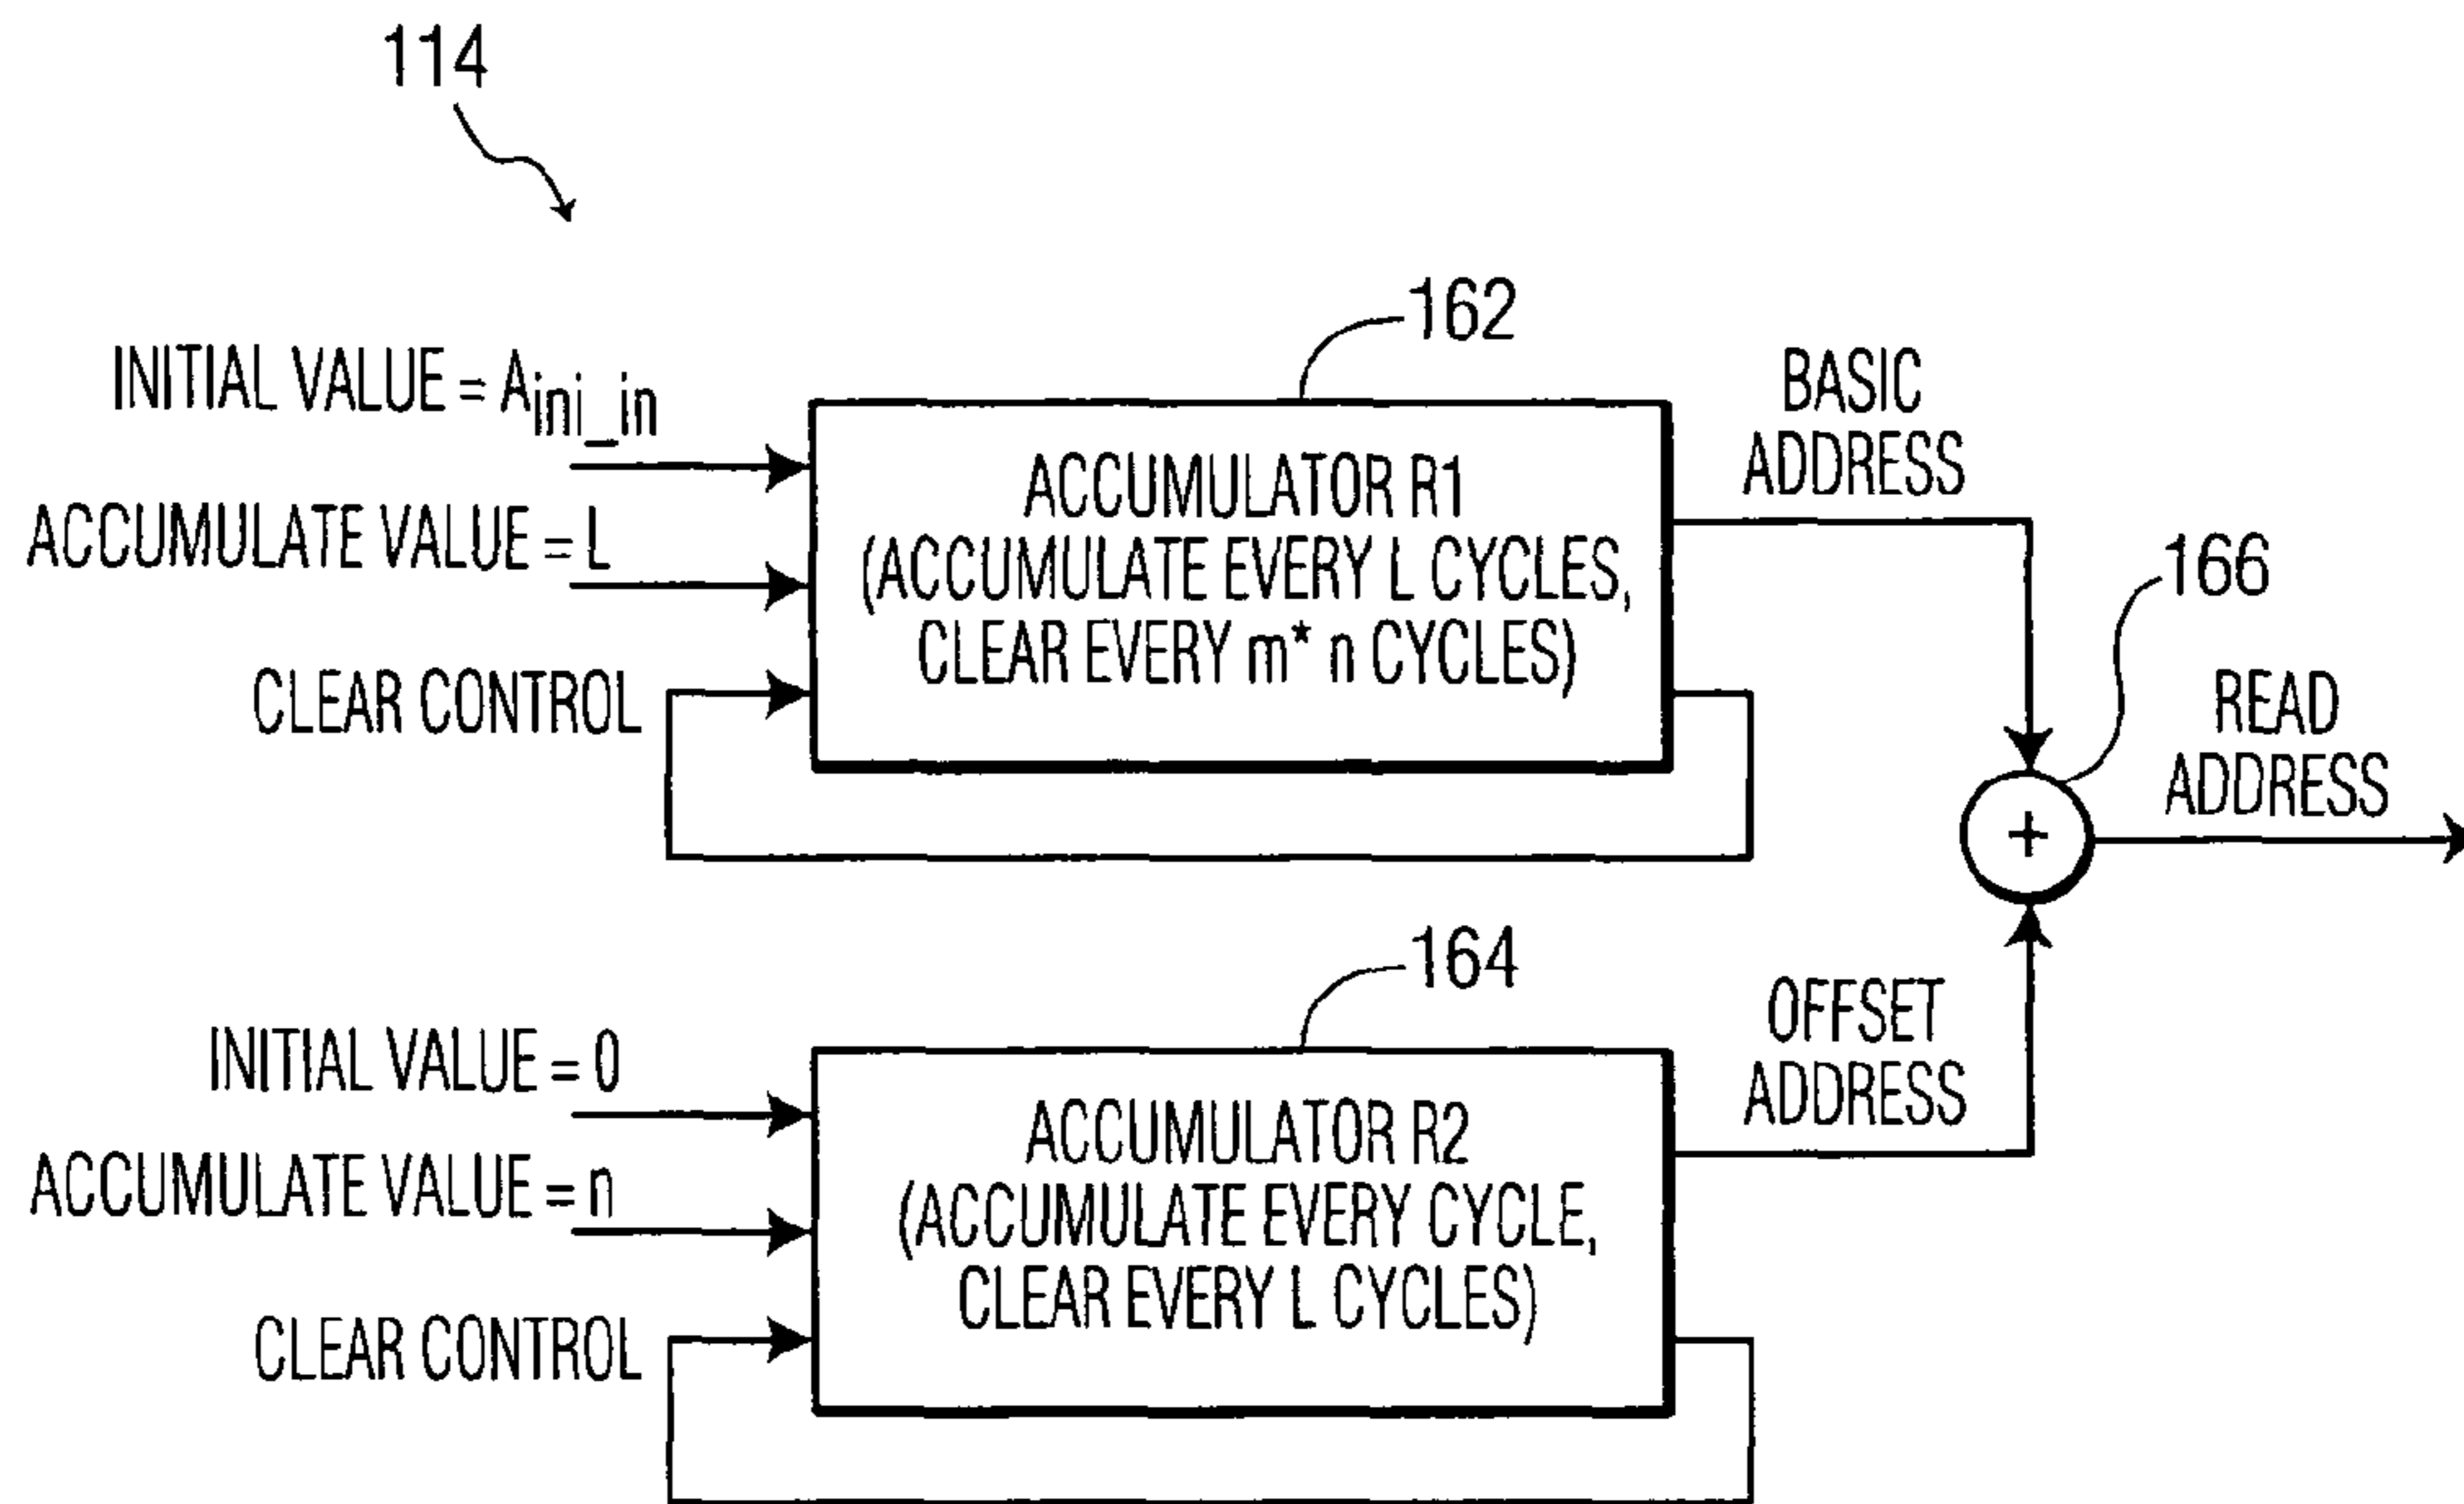 114
162
INITIAL VALUE = A_ini_in
ACCUMULATE VALUE = L
CLEAR CONTROL
ACCUMULATOR R1
(ACCUMULATE EVERY L CYCLES,
CLEAR EVERY m* n CYCLES)
BASIC
ADDRESS
166
READ
ADDRESS
+
164
INITIAL VALUE = 0
ACCUMULATE VALUE = n
CLEAR CONTROL
ACCUMULATOR R2
(ACCUMULATE EVERY CYCLE,
CLEAR EVERY L CYCLES)
OFFSET
ADDRESS